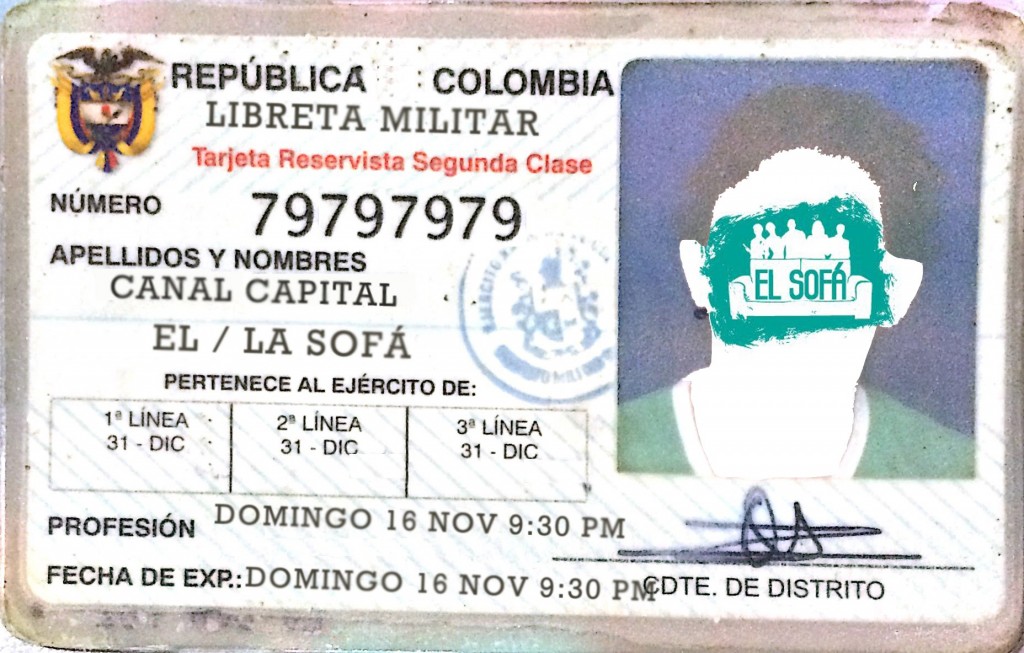 REPÚBLICA COLOMBIA
LIBRETA MILITAR
Tarjeta Reservista Segunda Clase
NÚMERO 79797979
APELLIDOS Y NOMBRES
CANAL CAPITAL
EL / LA SOFÁ
PERTENECE AL EJÉRCITO DE:
1ª LÍNEA 2ª LÍNEA 3ª LÍNEA
31 - DIC 31 - DIC 31 - DIC
PROFESIÓN DOMINGO 16 NOV 9:30 PM
FECHA DE EXP.: DOMINGO 16 NOV 9:30 PM
CDTE. DE DISTRITO
EL SOFÁ